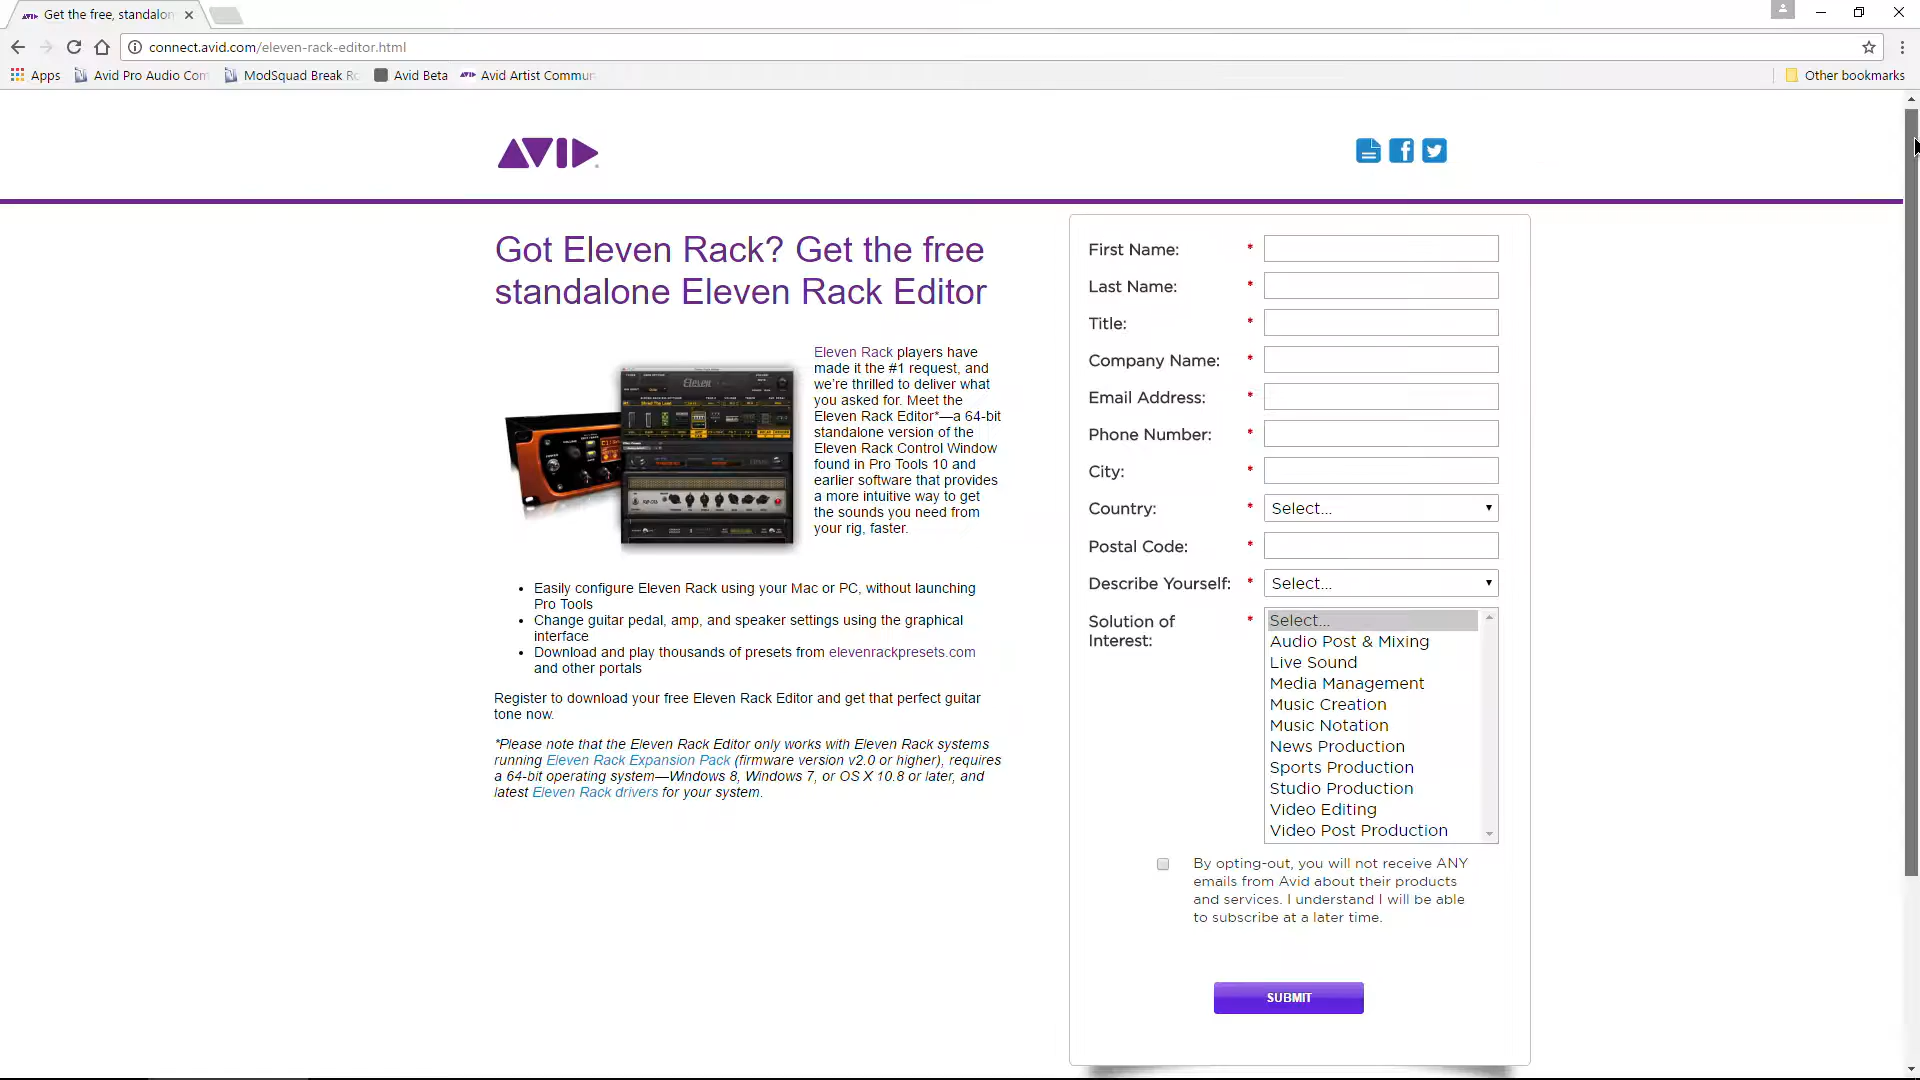 Get the free, standalon
connect.avid.com/eleven-rack-editor.html
Apps
Avid Pro Audio Com
ModSquad Break Ro
Avid Beta
Avid Artist Commun
Other bookmarks
AVID
Got Eleven Rack? Get the free
standalone Eleven Rack Editor
Eleven Rack players have
made it the #1 request, and
we're thrilled to deliver what
you asked for. Meet the
Eleven Rack Editor*—a 64-bit
standalone version of the
Eleven Rack Control Window
found in Pro Tools 10 and
earlier software that provides
a more intuitive way to get
the sounds you need from
your rig, faster.
Eleven
• Easily configure Eleven Rack using your Mac or PC, without launching
Pro Tools
• Change guitar pedal, amp, and speaker settings using the graphical
interface
• Download and play thousands of presets from elevenrackpresets.com
and other portals
Register to download your free Eleven Rack Editor and get that perfect guitar
tone now.
*Please note that the Eleven Rack Editor only works with Eleven Rack systems
running Eleven Rack Expansion Pack (firmware version v2.0 or higher), requires
a 64-bit operating system—Windows 8, Windows 7, or OS X 10.8 or later, and
latest Eleven Rack drivers for your system.
First Name: *
Last Name: *
Title: *
Company Name: *
Email Address: *
Phone Number: *
City: *
Country: * Select...
Postal Code: *
Describe Yourself: * Select...
Solution of *
Interest:
Select...
Audio Post & Mixing
Live Sound
Media Management
Music Creation
Music Notation
News Production
Sports Production
Studio Production
Video Editing
Video Post Production
By opting-out, you will not receive ANY
emails from Avid about their products
and services. I understand I will be able
to subscribe at a later time.
SUBMIT